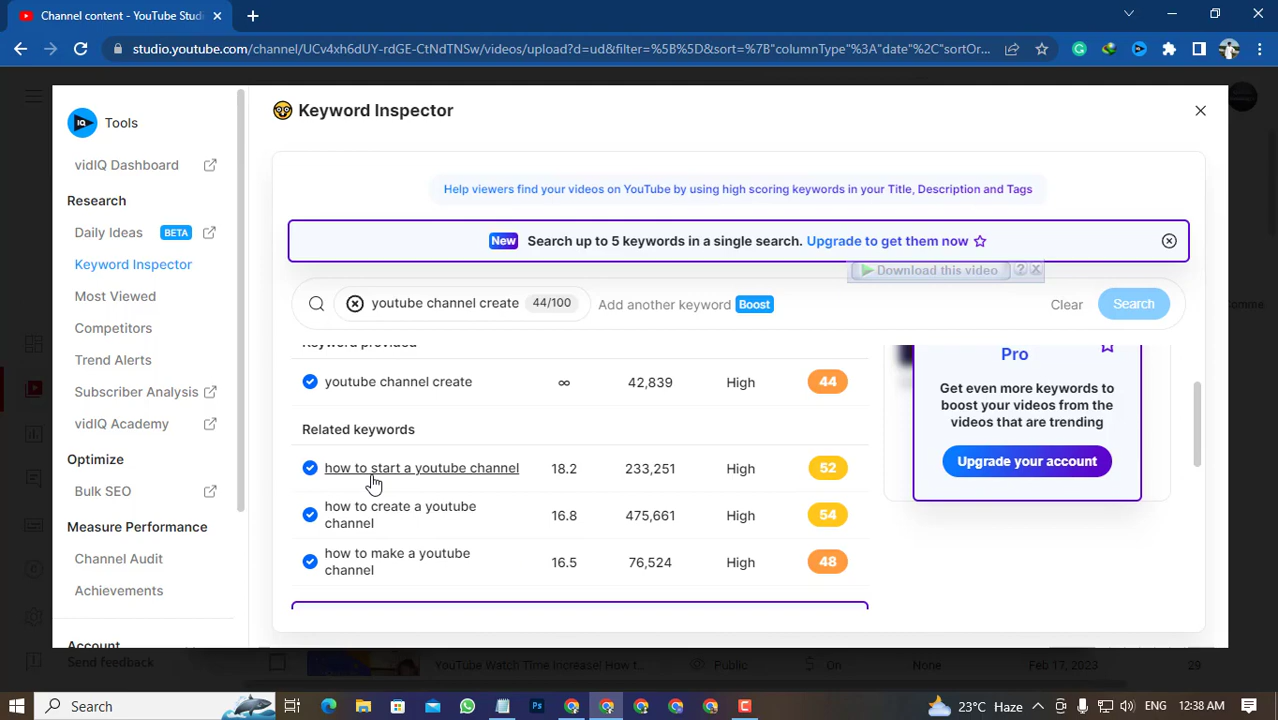 Channel content - YouTube Stud
studio.youtube.com/channel/UCv4xh6dUY-rdGE-CtNdTNSw/videos/upload?d=ud&filter=%5B%5D&sort=%7B"columnType"%3A"date"%2C"sortOr...
Tools
vidIQ Dashboard
Research
Daily Ideas BETA
Keyword Inspector
Most Viewed
Competitors
Trend Alerts
Subscriber Analysis
vidIQ Academy
Optimize
Bulk SEO
Measure Performance
Channel Audit
Achievements
Account
Send feedback
Keyword Inspector
Help viewers find your videos on YouTube by using high scoring keywords in your Title, Description and Tags
New Search up to 5 keywords in a single search. Upgrade to get them now
Download this video ?
youtube channel create 44/100 Add another keyword Boost Clear Search
Keyword provided
youtube channel create ∞ 42,839 High 44
Related keywords
how to start a youtube channel 18.2 233,251 High 52
how to create a youtube
channel 16.8 475,661 High 54
how to make a youtube
channel 16.5 76,524 High 48
Pro
Get even more keywords to
boost your videos from the
videos that are trending
Upgrade your account
YouTube Watch Time Increase! How t... Public $ On None Feb 17, 2023 29
Search Ps 23°C Haze ENG 12:38 AM